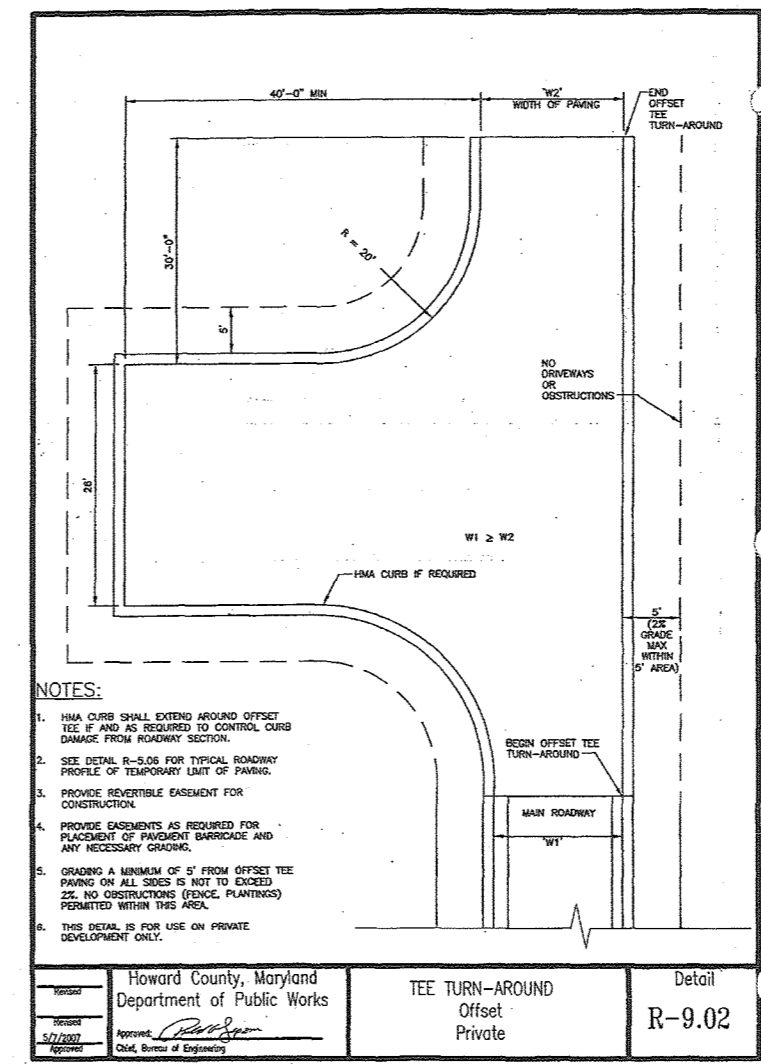 40'-0" MIN
'W2'
WIDTH OF PAVING
END
OFFSET
TEE
TURN-AROUND
30'-0"
R = 20'
5'
NO
DRIVEWAYS
OR
OBSTRUCTIONS
26'
W1 ≥ W2
HMA CURB IF REQUIRED
5'
(2%
GRADE
MAX
WITHIN
5' AREA)
BEGIN OFFSET TEE
TURN-AROUND
MAIN ROADWAY
'W1'
NOTES:
1. HMA CURB SHALL EXTEND AROUND OFFSET
TEE IF AND AS REQUIRED TO CONTROL CURB
DAMAGE FROM ROADWAY SECTION.
2. SEE DETAIL R-5.06 FOR TYPICAL ROADWAY
PROFILE OF TEMPORARY LIMIT OF PAVING.
3. PROVIDE REVERTIBLE EASEMENT FOR
CONSTRUCTION.
4. PROVIDE EASEMENTS AS REQUIRED FOR
PLACEMENT OF PAVEMENT BARRICADE AND
ANY NECESSARY GRADING.
5. GRADING A MINIMUM OF 5' FROM OFFSET TEE
PAVING ON ALL SIDES IS NOT TO EXCEED
2%. NO OBSTRUCTIONS (FENCE, PLANTINGS)
PERMITTED WITHIN THIS AREA.
6. THIS DETAIL IS FOR USE ON PRIVATE
DEVELOPMENT ONLY.
Revised
Revised
5/7/2007
Approved
Howard County, Maryland
Department of Public Works
Approved:
Chief, Bureau of Engineering
TEE TURN-AROUND
Offset
Private
Detail
R-9.02